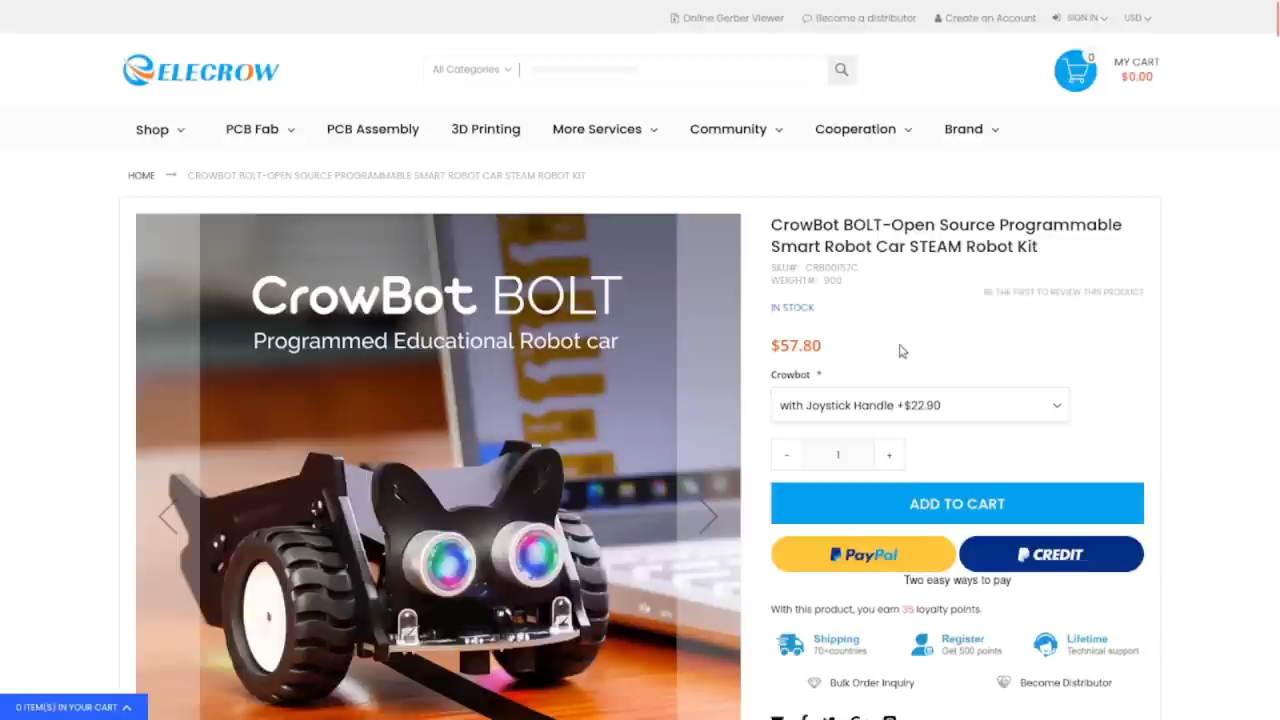 Online Gerber Viewer
Become a distributor
Create an Account
SIGN IN
USD
ELECROW
All Categories
0
MY CART
$0.00
Shop
PCB Fab
PCB Assembly
3D Printing
More Services
Community
Cooperation
Brand
HOME
CROWBOT BOLT-OPEN SOURCE PROGRAMMABLE SMART ROBOT CAR STEAM ROBOT KIT
CrowBot BOLT
Programmed Educational Robot car
CrowBot BOLT-Open Source Programmable
Smart Robot Car STEAM Robot Kit
SKU#: CRB00157C
WEIGHT#: 900
BE THE FIRST TO REVIEW THIS PRODUCT
IN STOCK
$57.80
Crowbot *
with Joystick Handle +$22.90
- 1 +
ADD TO CART
PayPal
CREDIT
Two easy ways to pay
With this product, you earn 35 loyalty points.
Shipping
70+countries
Register
Get 500 points
Lifetime
Technical support
Bulk Order Inquiry
Become Distributor
0 ITEM(S) IN YOUR CART